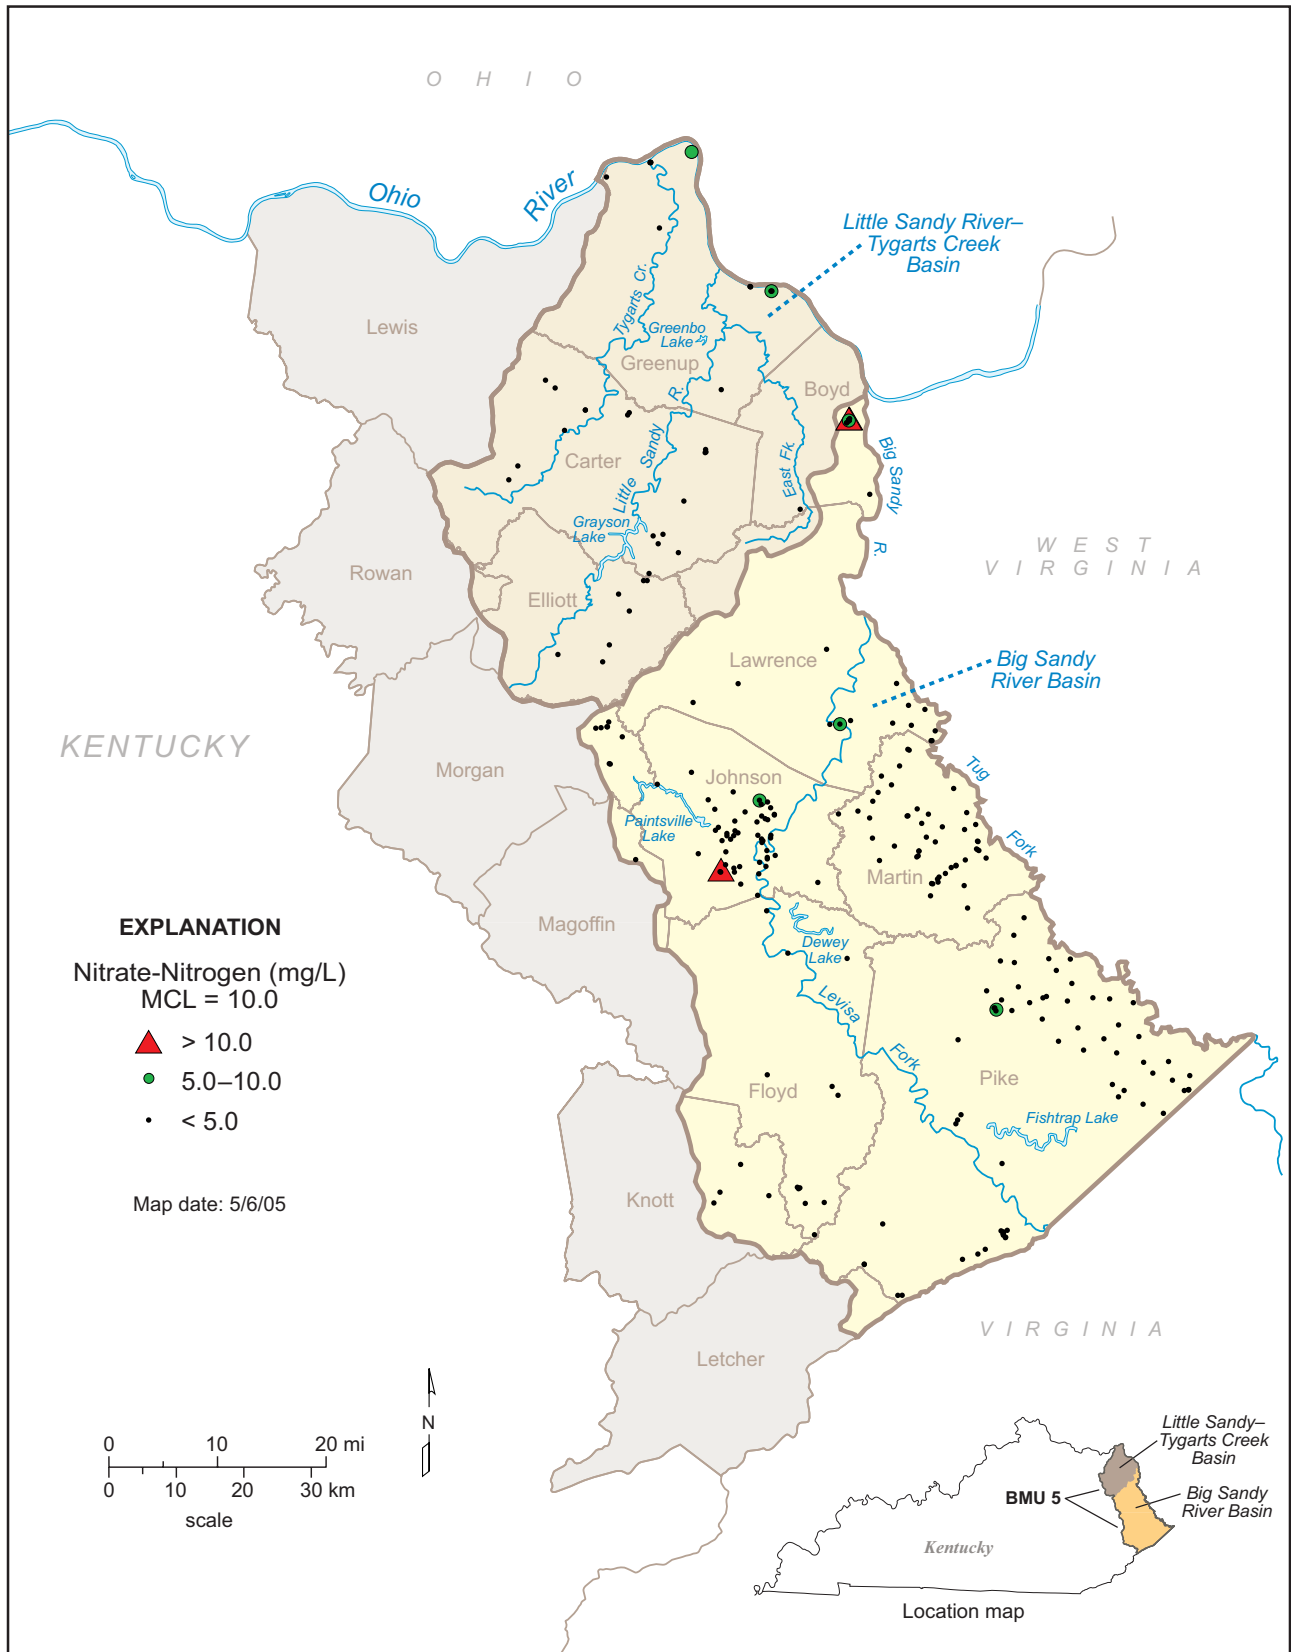 O H I O
Ohio
River
Little Sandy River–
Tygarts Creek
Basin
Lewis
Tygarts Cr.
Greenbo
Lake
Greenup
Boyd
R.
Sandy
Little
East Fk.
Big Sandy
R.
Carter
Grayson
Lake
WEST
VIRGINIA
Rowan
Elliott
Lawrence
Big Sandy
River Basin
KENTUCKY
Morgan
Johnson
Tug
Fork
Paintsville
Lake
Martin
Magoffin
Dewey
Lake
Levisa
Fork
Floyd
Pike
Fishtrap Lake
Knott
Letcher
VIRGINIA
EXPLANATION
Nitrate-Nitrogen (mg/L)
MCL = 10.0
> 10.0
5.0–10.0
< 5.0
Map date: 5/6/05
N
0 10 20 mi
0 10 20 30 km
scale
Little Sandy–
Tygarts Creek
Basin
BMU 5
Big Sandy
River Basin
Kentucky
Location map